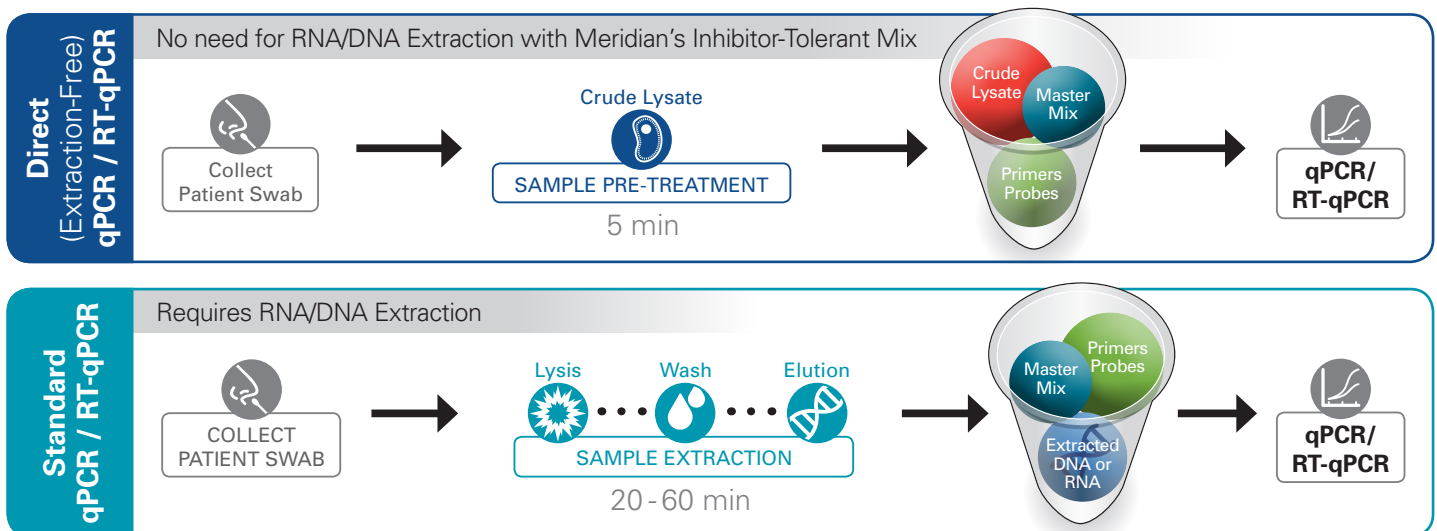 Direct
(Extraction-Free)
qPCR / RT-qPCR
No need for RNA/DNA Extraction with Meridian's Inhibitor-Tolerant Mix
Collect
Patient Swab
Crude Lysate
SAMPLE PRE-TREATMENT
5 min
Crude
Lysate
Master
Mix
Primers
Probes
qPCR/
RT-qPCR
Standard
qPCR / RT-qPCR
Requires RNA/DNA Extraction
COLLECT
PATIENT SWAB
Lysis
Wash
Elution
SAMPLE EXTRACTION
20-60 min
Primers
Probes
Master
Mix
Extracted
DNA or
RNA
qPCR/
RT-qPCR